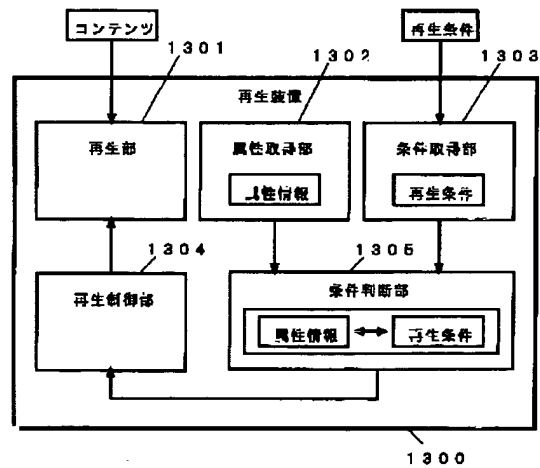 コンテンツ
再生条件
1301
1302
1303
再生装置
再生部
属性取得部
属性情報
条件取得部
再生条件
1304
1305
再生制御部
条件判断部
属性情報
再生条件
1300